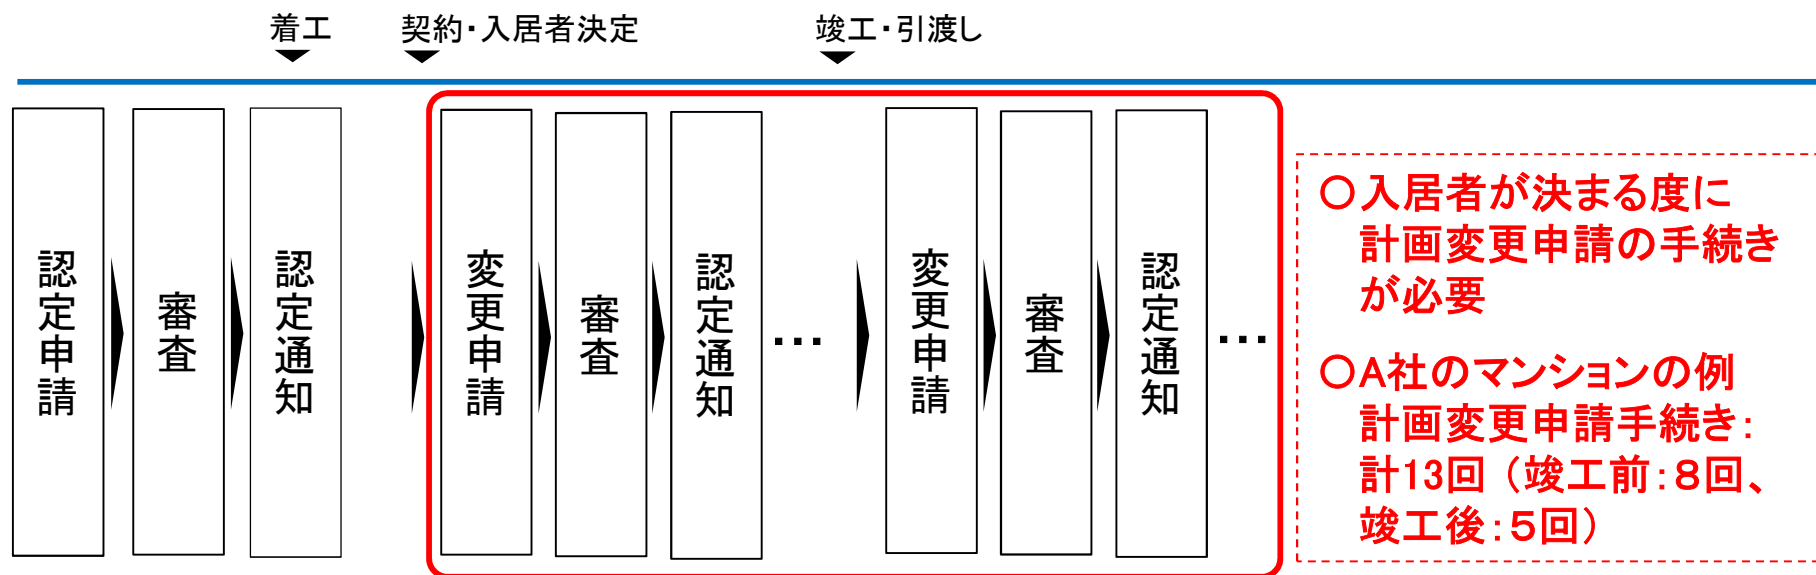 着工
契約・入居者決定
竣工・引渡し
認定申請
審査
認定通知
変更申請
審査
認定通知
…
変更申請
審査
認定通知
…
〇入居者が決まる度に
計画変更申請の手続き
が必要
〇A社のマンションの例
計画変更申請手続き：
計13回（竣工前：８回、
竣工後：５回）